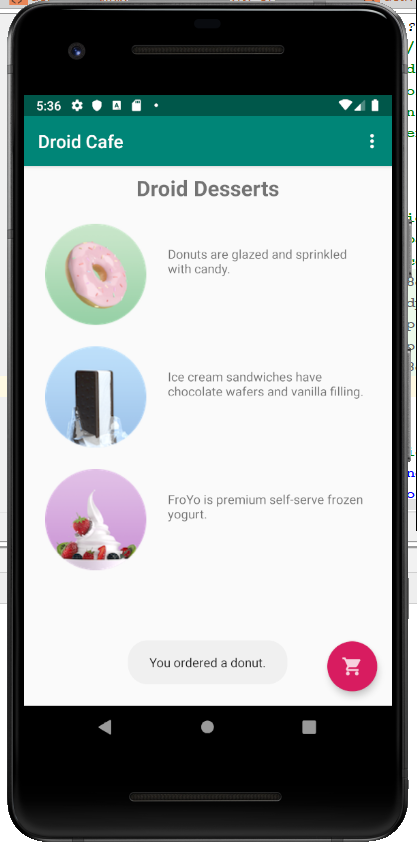 5:36
Droid Cafe
Droid Desserts
Donuts are glazed and sprinkled
with candy.
Ice cream sandwiches have
chocolate wafers and vanilla filling.
FroYo is premium self-serve frozen
yogurt.
You ordered a donut.